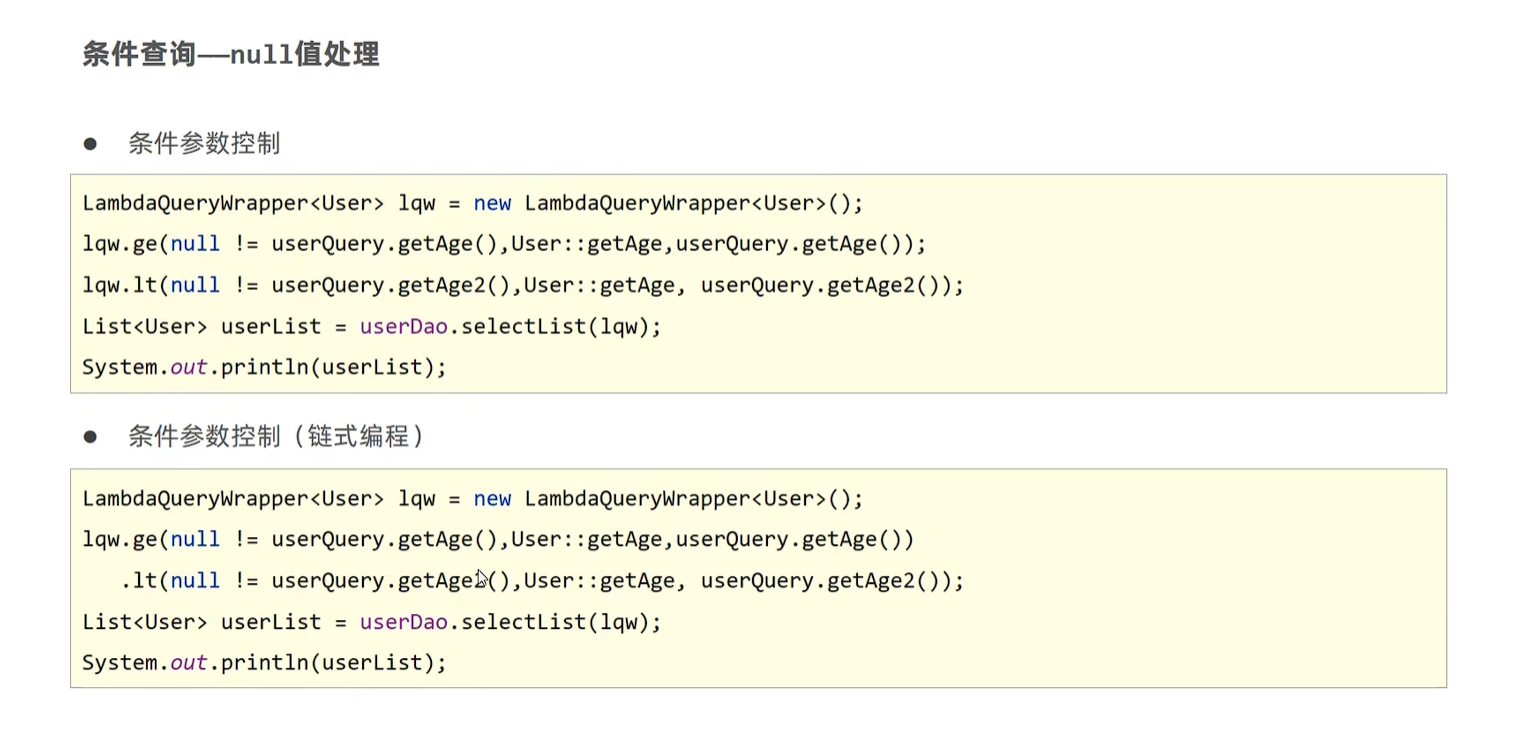 条件查询——null值处理
● 条件参数控制
LambdaQueryWrapper<User> lqw = new LambdaQueryWrapper<User>();
lqw.ge(null != userQuery.getAge(),User::getAge,userQuery.getAge());
lqw.lt(null != userQuery.getAge2(),User::getAge, userQuery.getAge2());
List<User> userList = userDao.selectList(lqw);
System.out.println(userList);
● 条件参数控制（链式编程）
LambdaQueryWrapper<User> lqw = new LambdaQueryWrapper<User>();
lqw.ge(null != userQuery.getAge(),User::getAge,userQuery.getAge())
.lt(null != userQuery.getAge2(),User::getAge, userQuery.getAge2());
List<User> userList = userDao.selectList(lqw);
System.out.println(userList);